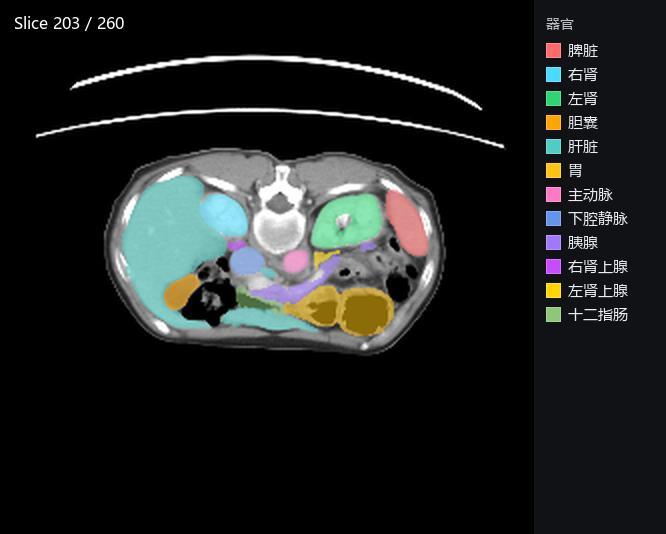 Slice 203 / 260
器官
脾脏
右肾
左肾
胆囊
肝脏
胃
主动脉
下腔静脉
胰腺
右肾上腺
左肾上腺
十二指肠